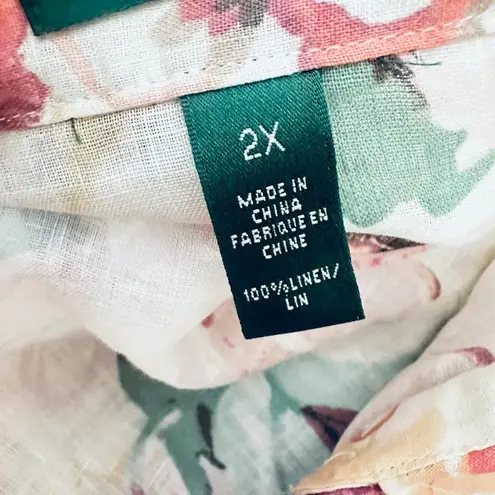 2X
MADE IN
CHINA
FABRIQUE EN
CHINE
100% LINEN/
LIN